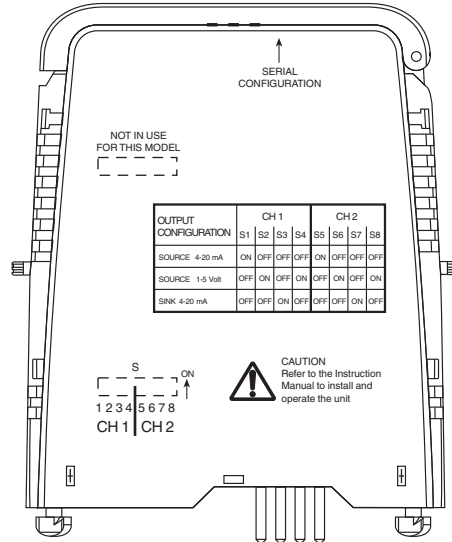 SERIAL
CONFIGURATION
NOT IN USE
FOR THIS MODEL
OUTPUT CONFIGURATION CH 1 CH 2
S1 S2 S3 S4 S5 S6 S7 S8
SOURCE 4-20 mA ON OFF OFF OFF ON OFF OFF OFF
SOURCE 1-5 Volt OFF ON OFF ON OFF ON OFF ON
SINK 4-20 mA OFF OFF ON OFF OFF OFF ON OFF
S
ON
1 2 3 4 5 6 7 8
CH 1 CH 2
CAUTION
Refer to the Instruction
Manual to install and
operate the unit